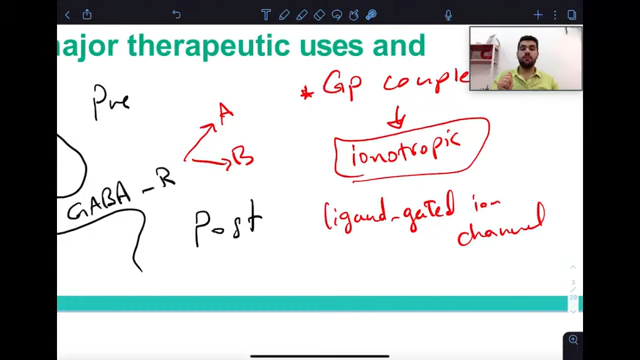 major therapeutic uses and
Pre
* Gp couple
A
ionotropic
B
GABA-R
Post
ligand-gated ion
channel